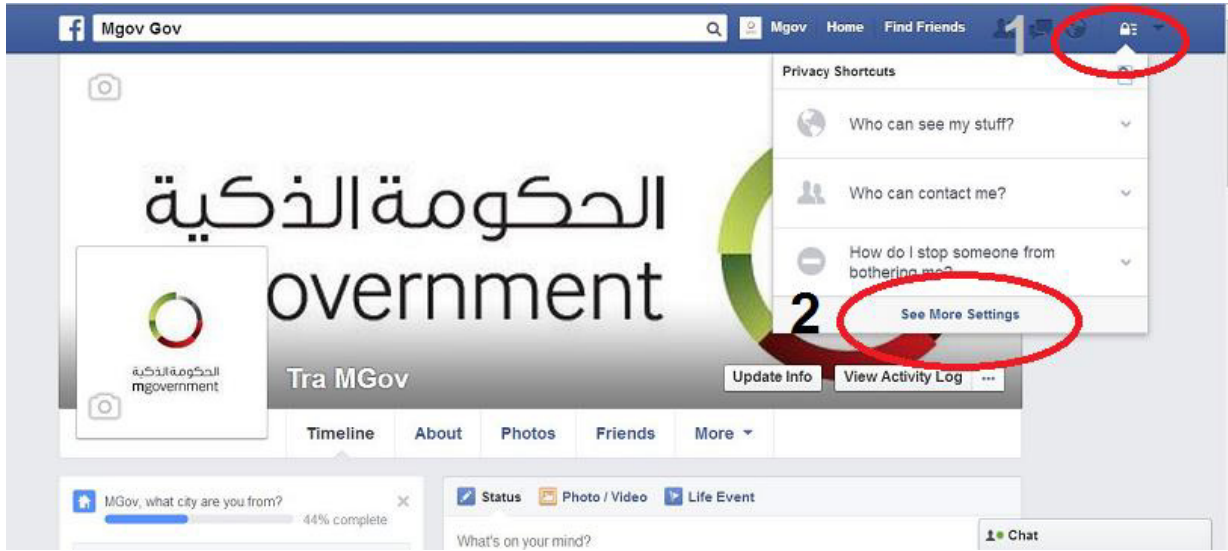 f Mgov Gov Mgov Home Find Friends 1
Privacy Shortcuts
Who can see my stuff?
Who can contact me?
How do I stop someone from
bothering me?
2 See More Settings
الحكومة الذكية
overnment
الحكومة الذكية
mgovernment
Tra MGov
Update Info View Activity Log ...
Timeline About Photos Friends More
MGov, what city are you from?
44% complete
Status Photo / Video Life Event
What's on your mind?
Chat